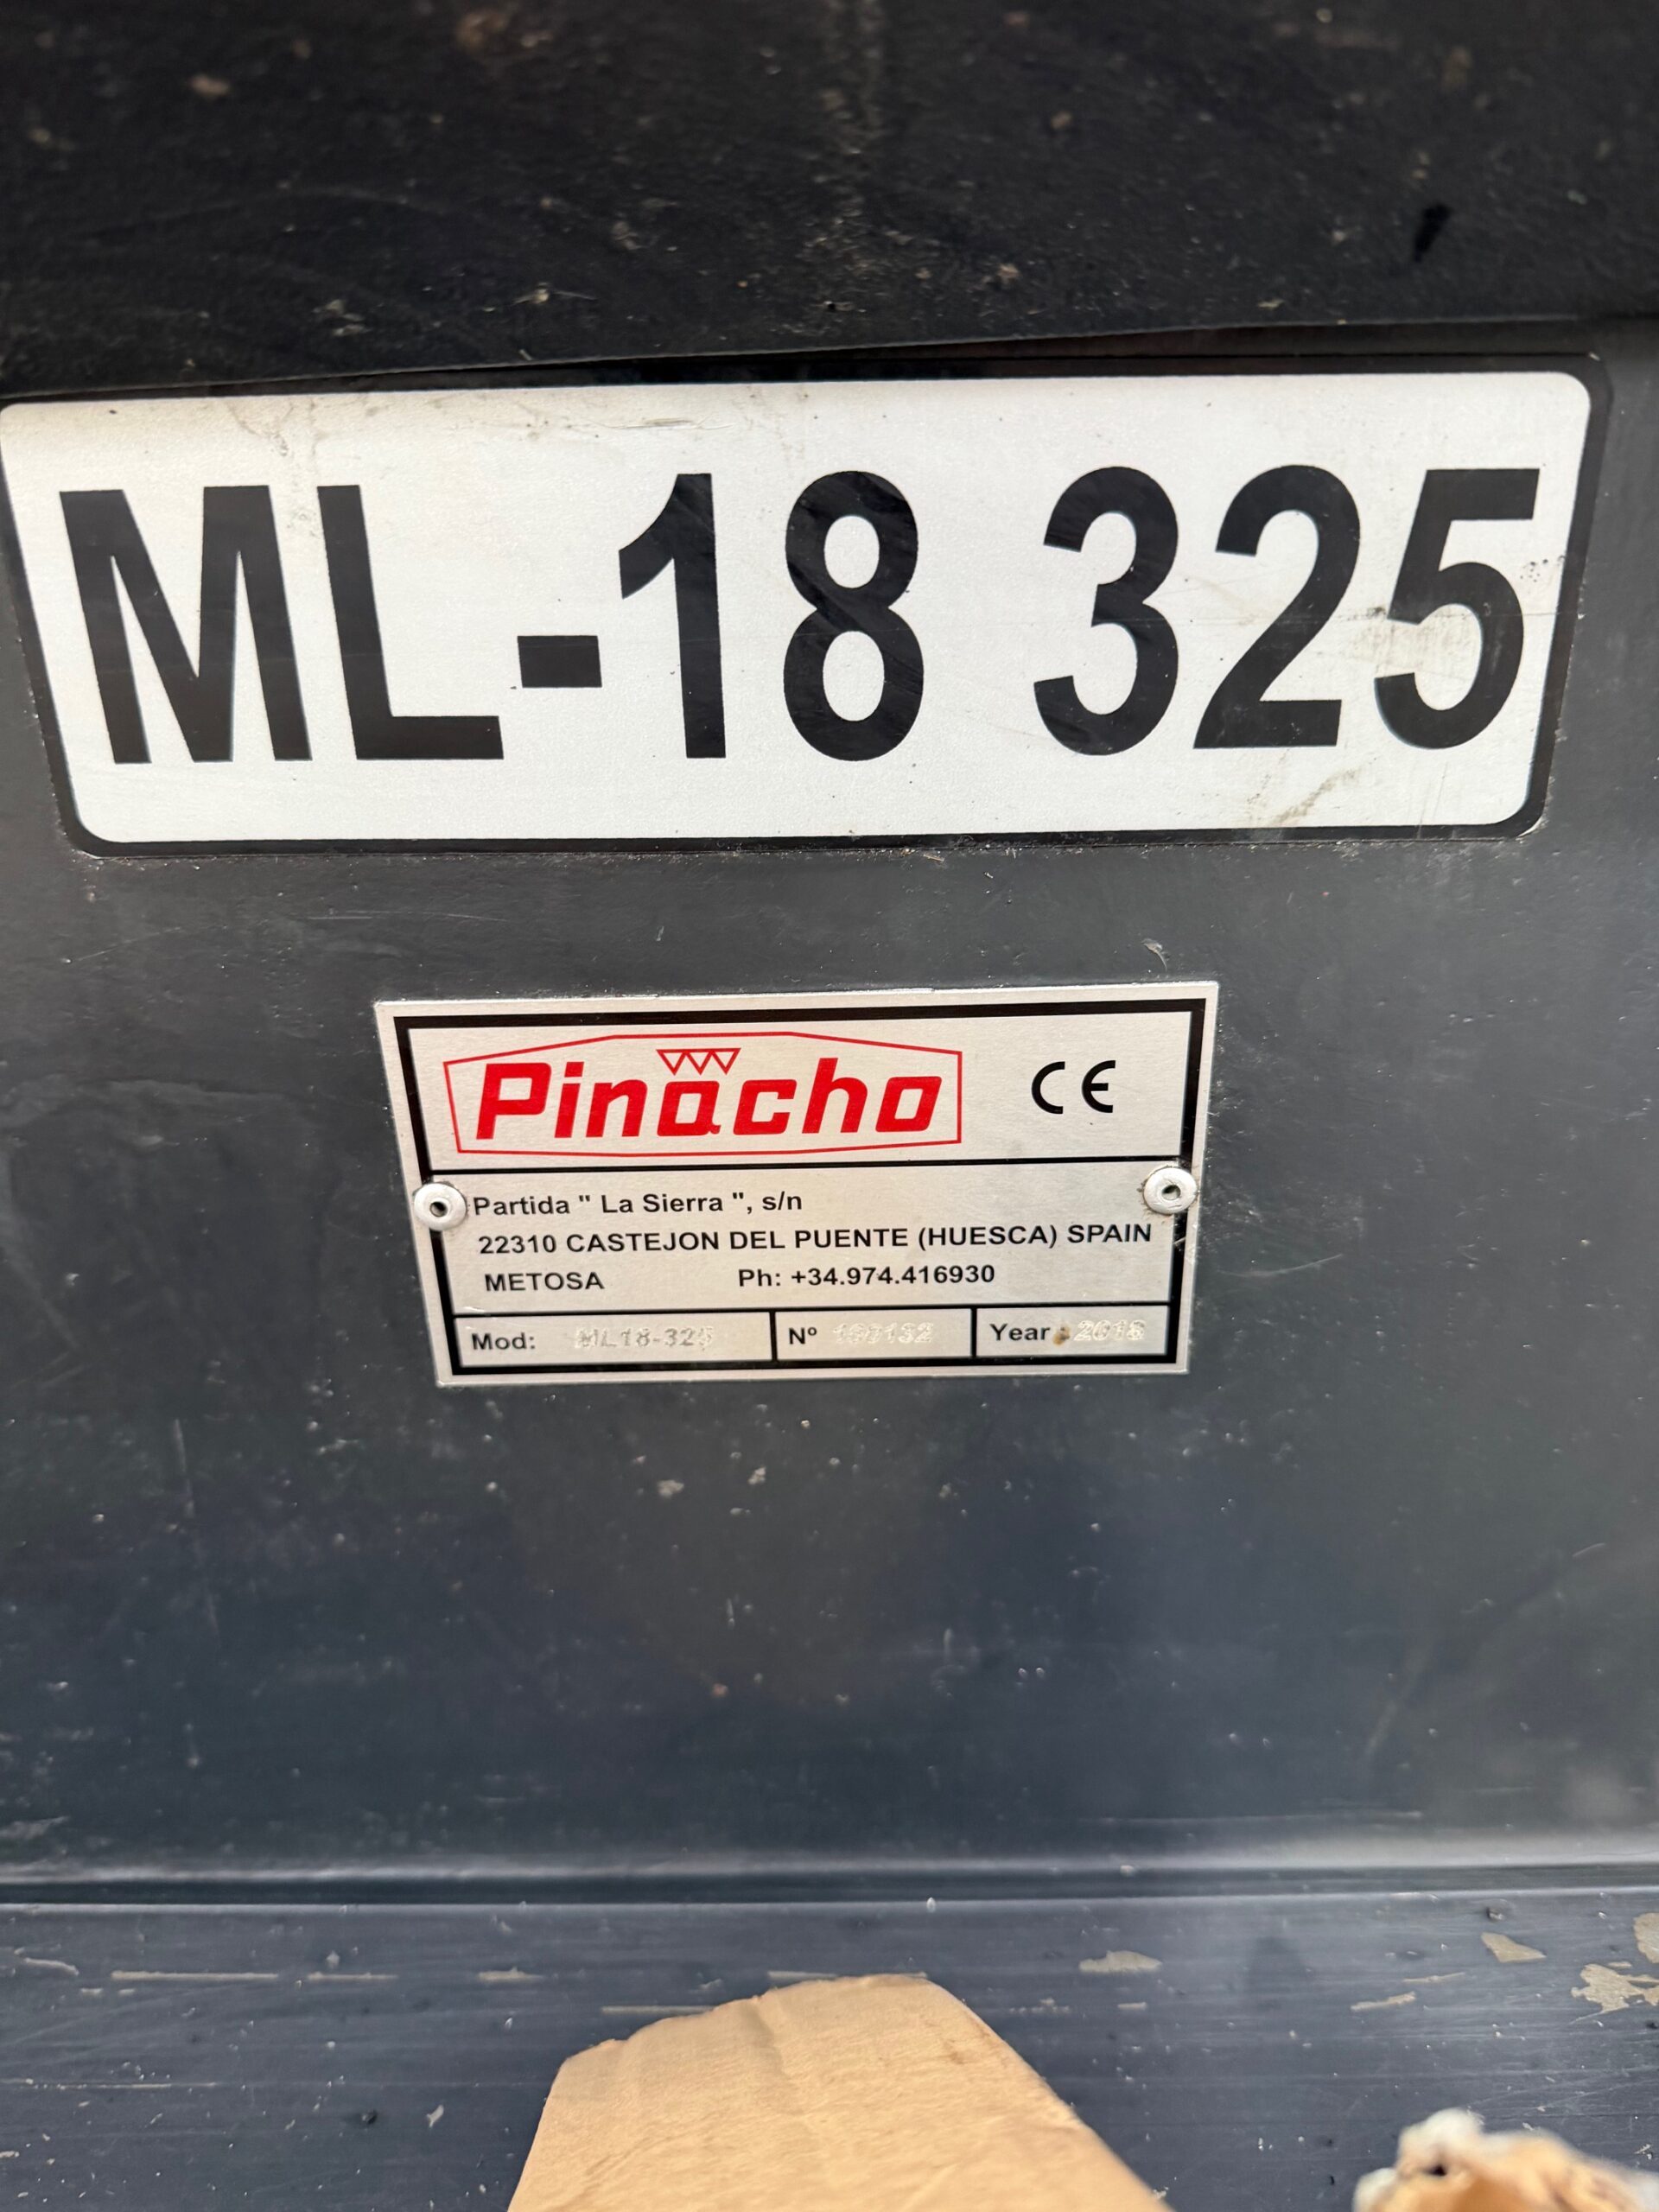 ML-18 325
Pinacho CE
Partida " La Sierra ", s/n
22310 CASTEJON DEL PUENTE (HUESCA) SPAIN
METOSA Ph: +34.974.416930
Mod: ML18-325 Nº Year :